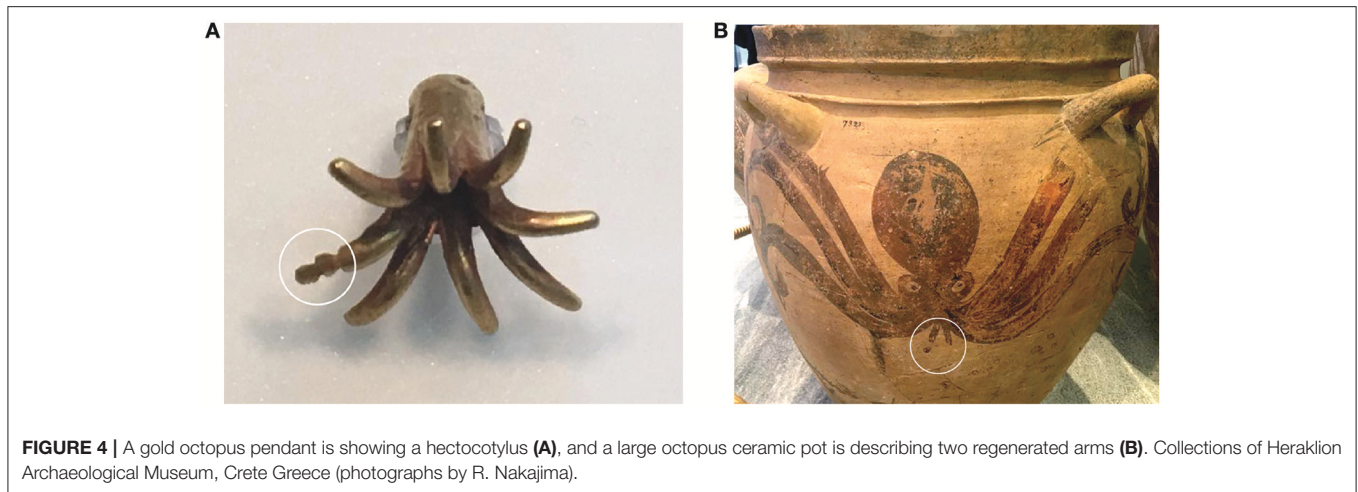 A
B
FIGURE 4 | A gold octopus pendant is showing a hectocotylus (A), and a large octopus ceramic pot is describing two regenerated arms (B). Collections of Heraklion
Archaeological Museum, Crete Greece (photographs by R. Nakajima).